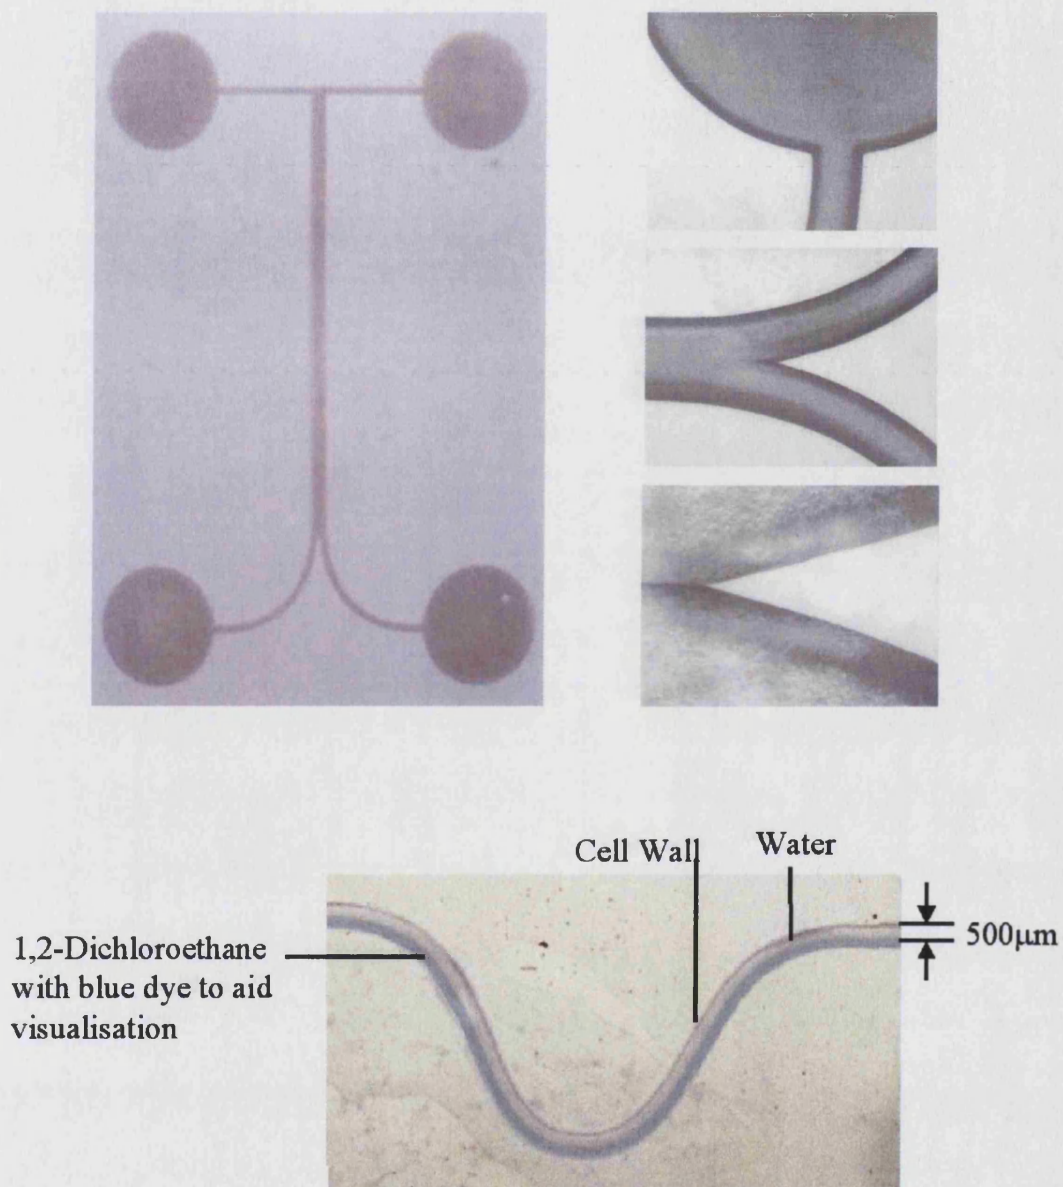 Cell Wall
Water
500μm
1,2-Dichloroethane
with blue dye to aid
visualisation